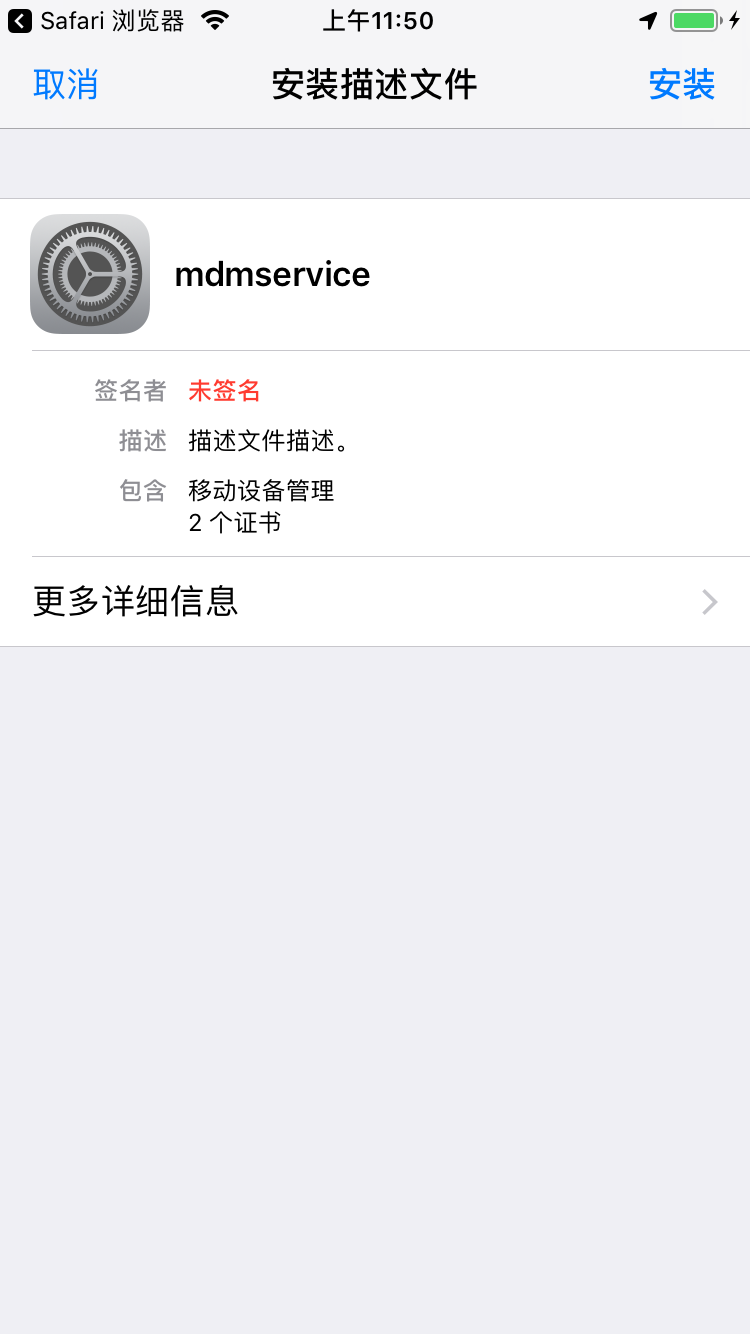 Safari 浏览器 上午11:50
取消 安装描述文件 安装
mdmservice
签名者 未签名
描述 描述文件描述。
包含 移动设备管理
2 个证书
更多详细信息